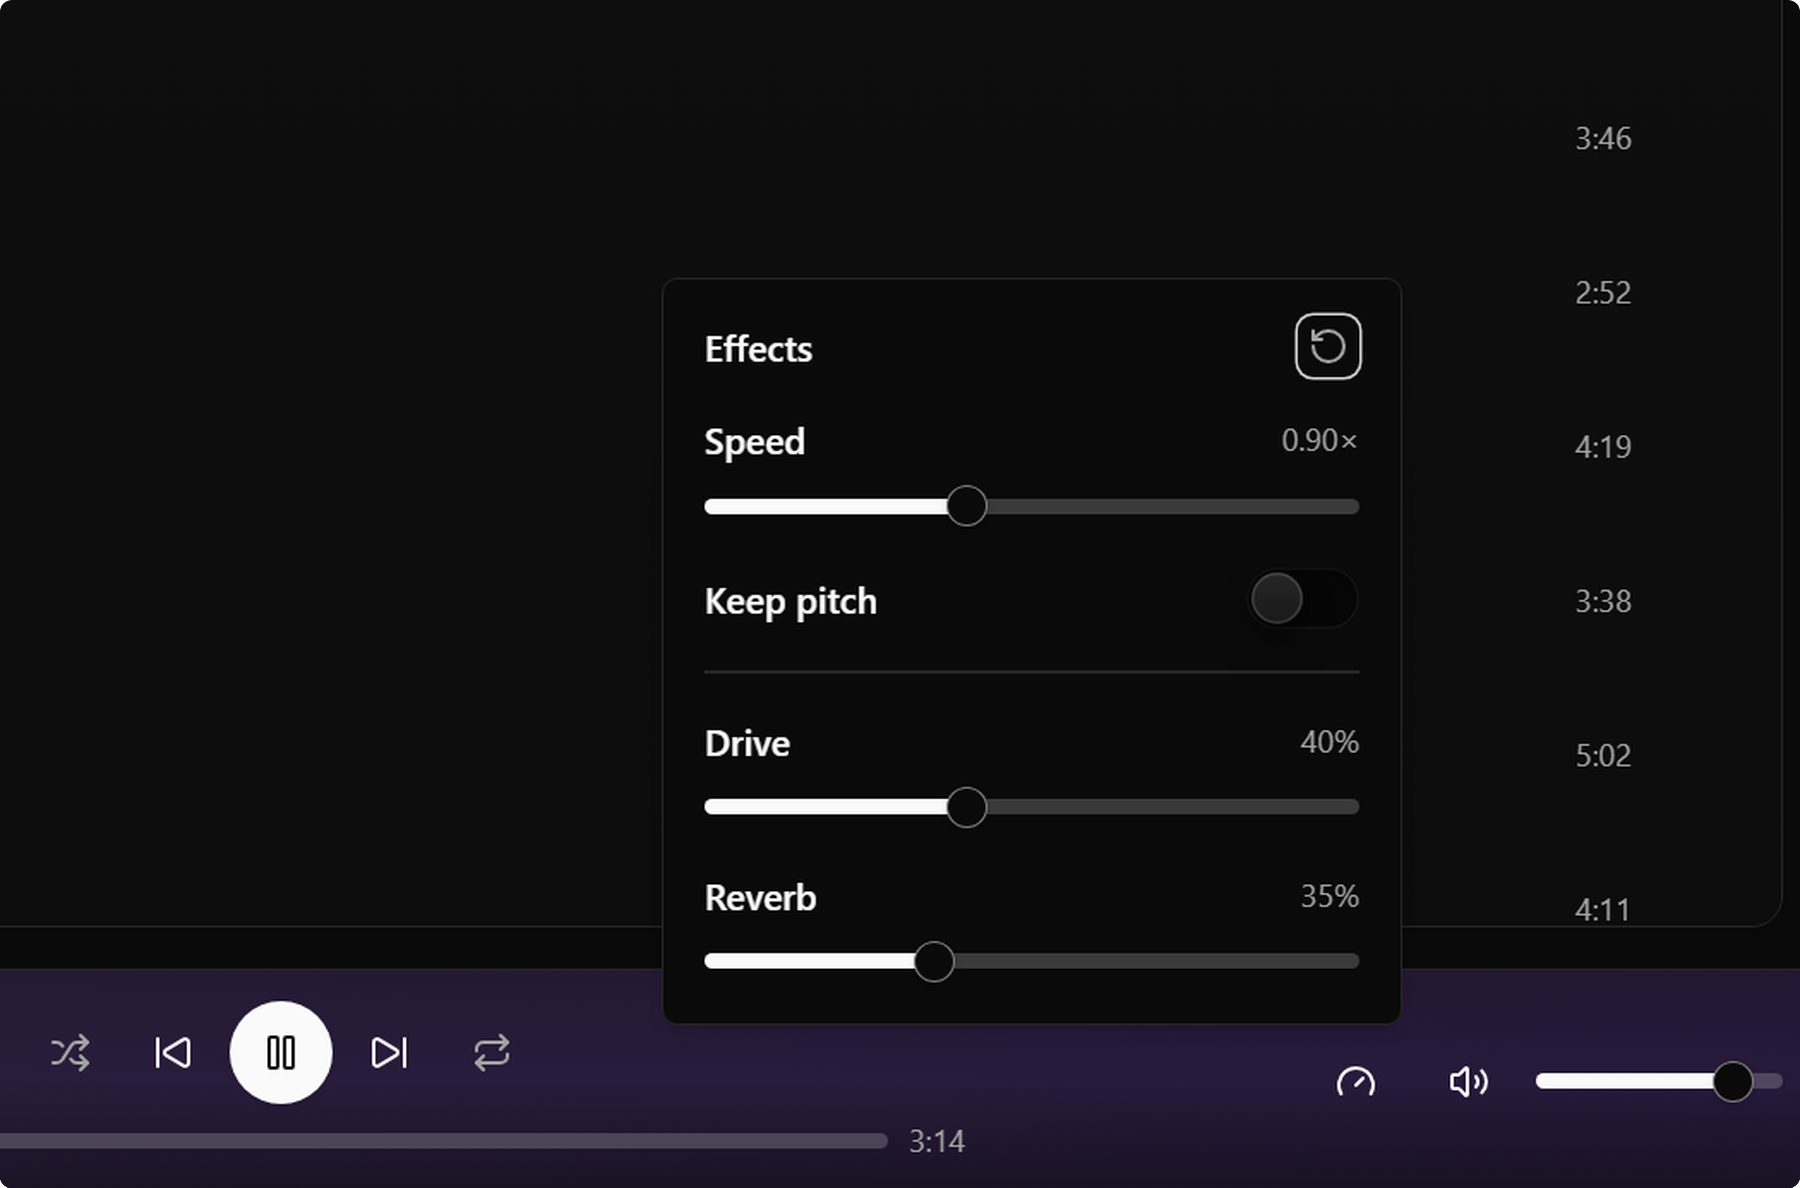 3:46
2:52
Effects
Speed 0.90×
4:19
Keep pitch
3:38
Drive 40%
5:02
Reverb 35%
4:11
3:14